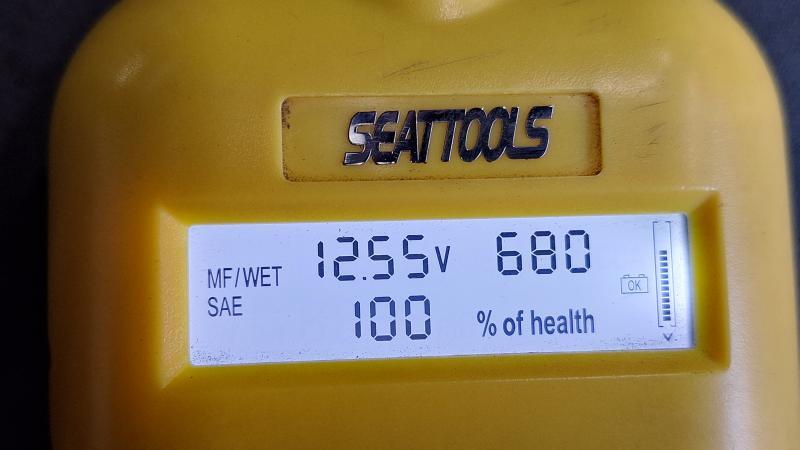 SEATTOOLS
MF/WET 12.55V 680
SAE 100 % of health
OK